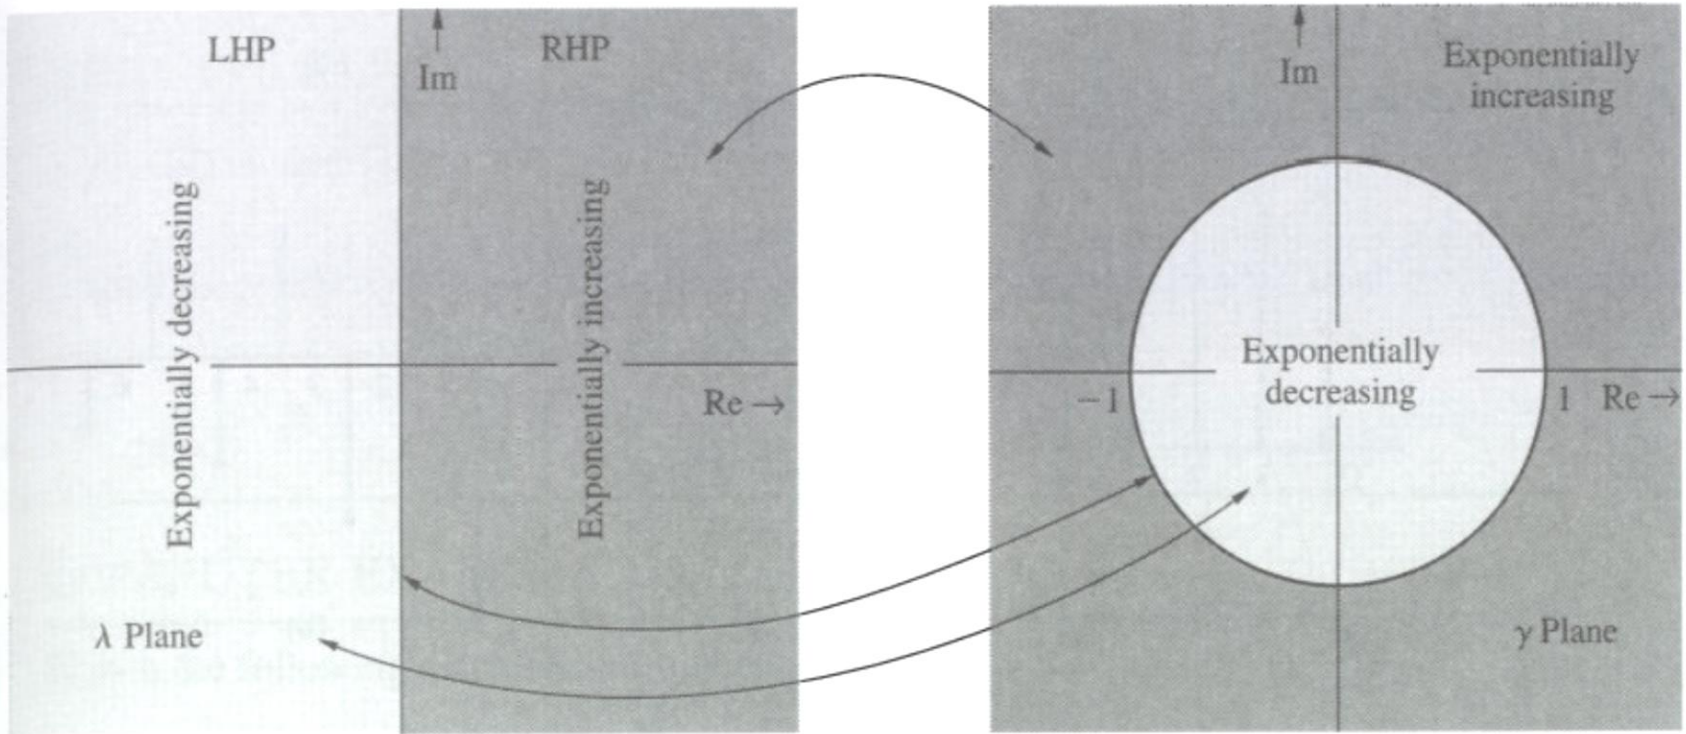 LHP
Im
RHP
Exponentially decreasing
Exponentially increasing
Re →
λ Plane
Im
Exponentially
increasing
Exponentially
decreasing
−1
1
Re →
γ Plane